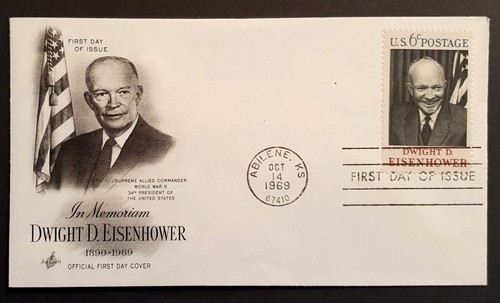 FIRST DAY
OF ISSUE
SUPREME ALLIED COMMANDER
WORLD WAR II
34TH PRESIDENT OF
THE UNITED STATES
In Memoriam
DWIGHT D. EISENHOWER
1890-1969
ArtCraft
OFFICIAL FIRST DAY COVER
ABILENE, KS
OCT
14
1969
67410
U.S. 6¢ POSTAGE
DWIGHT D.
EISENHOWER
FIRST DAY OF ISSUE